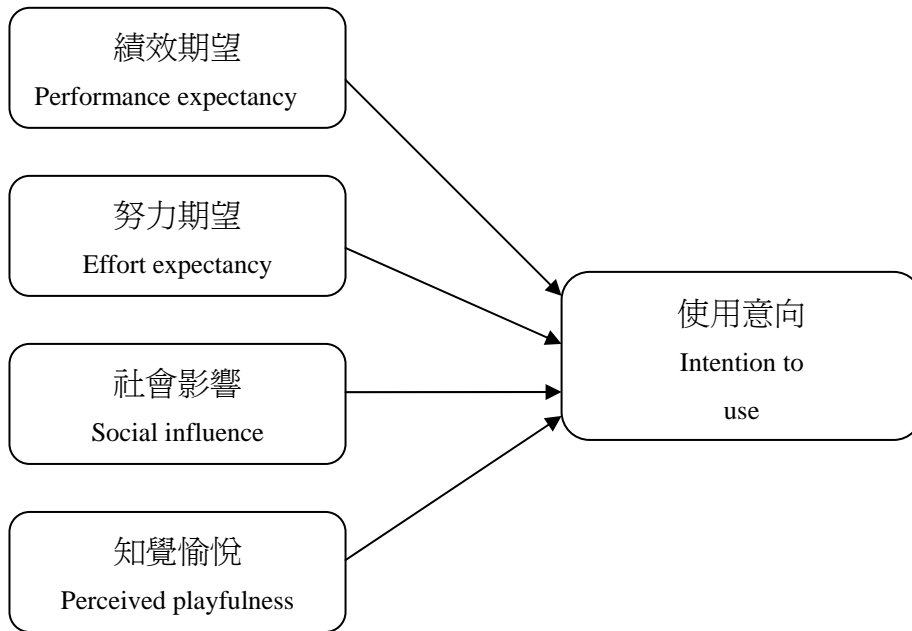 績效期望
Performance expectancy
努力期望
Effort expectancy
社會影響
Social influence
知覺愉悅
Perceived playfulness
使用意向
Intention to
use